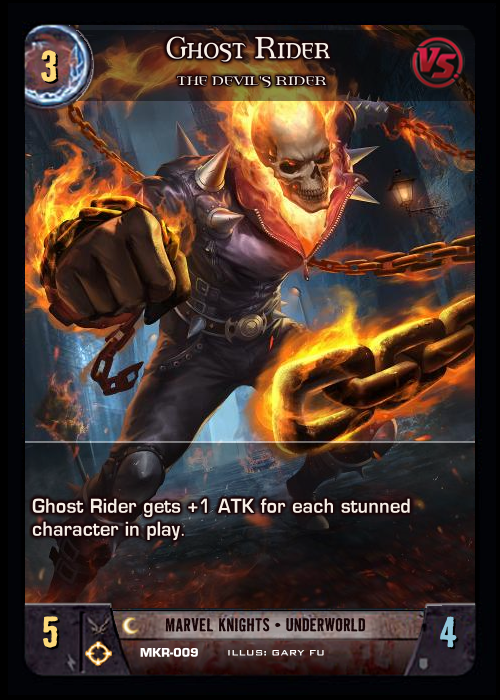 3
Ghost Rider
VS
THE DEVIL'S RIDER
Ghost Rider gets +1 ATK for each stunned
character in play.
5
MARVEL KNIGHTS • UNDERWORLD
4
MKR-009 ILLUS: GARY FU